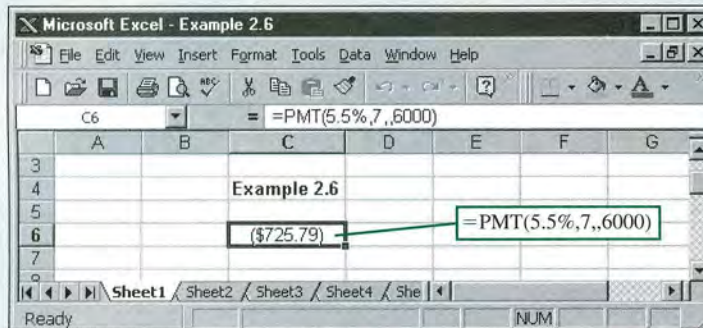 Microsoft Excel - Example 2.6
File Edit View Insert Format Tools Data Window Help
C6 = =PMT(5.5%,7,,6000)
A B C D E F G
3
4 Example 2.6
5
6 ($725.79) =PMT(5.5%,7,,6000)
7
Sheet1 Sheet2 Sheet3 Sheet4 She
Ready NUM